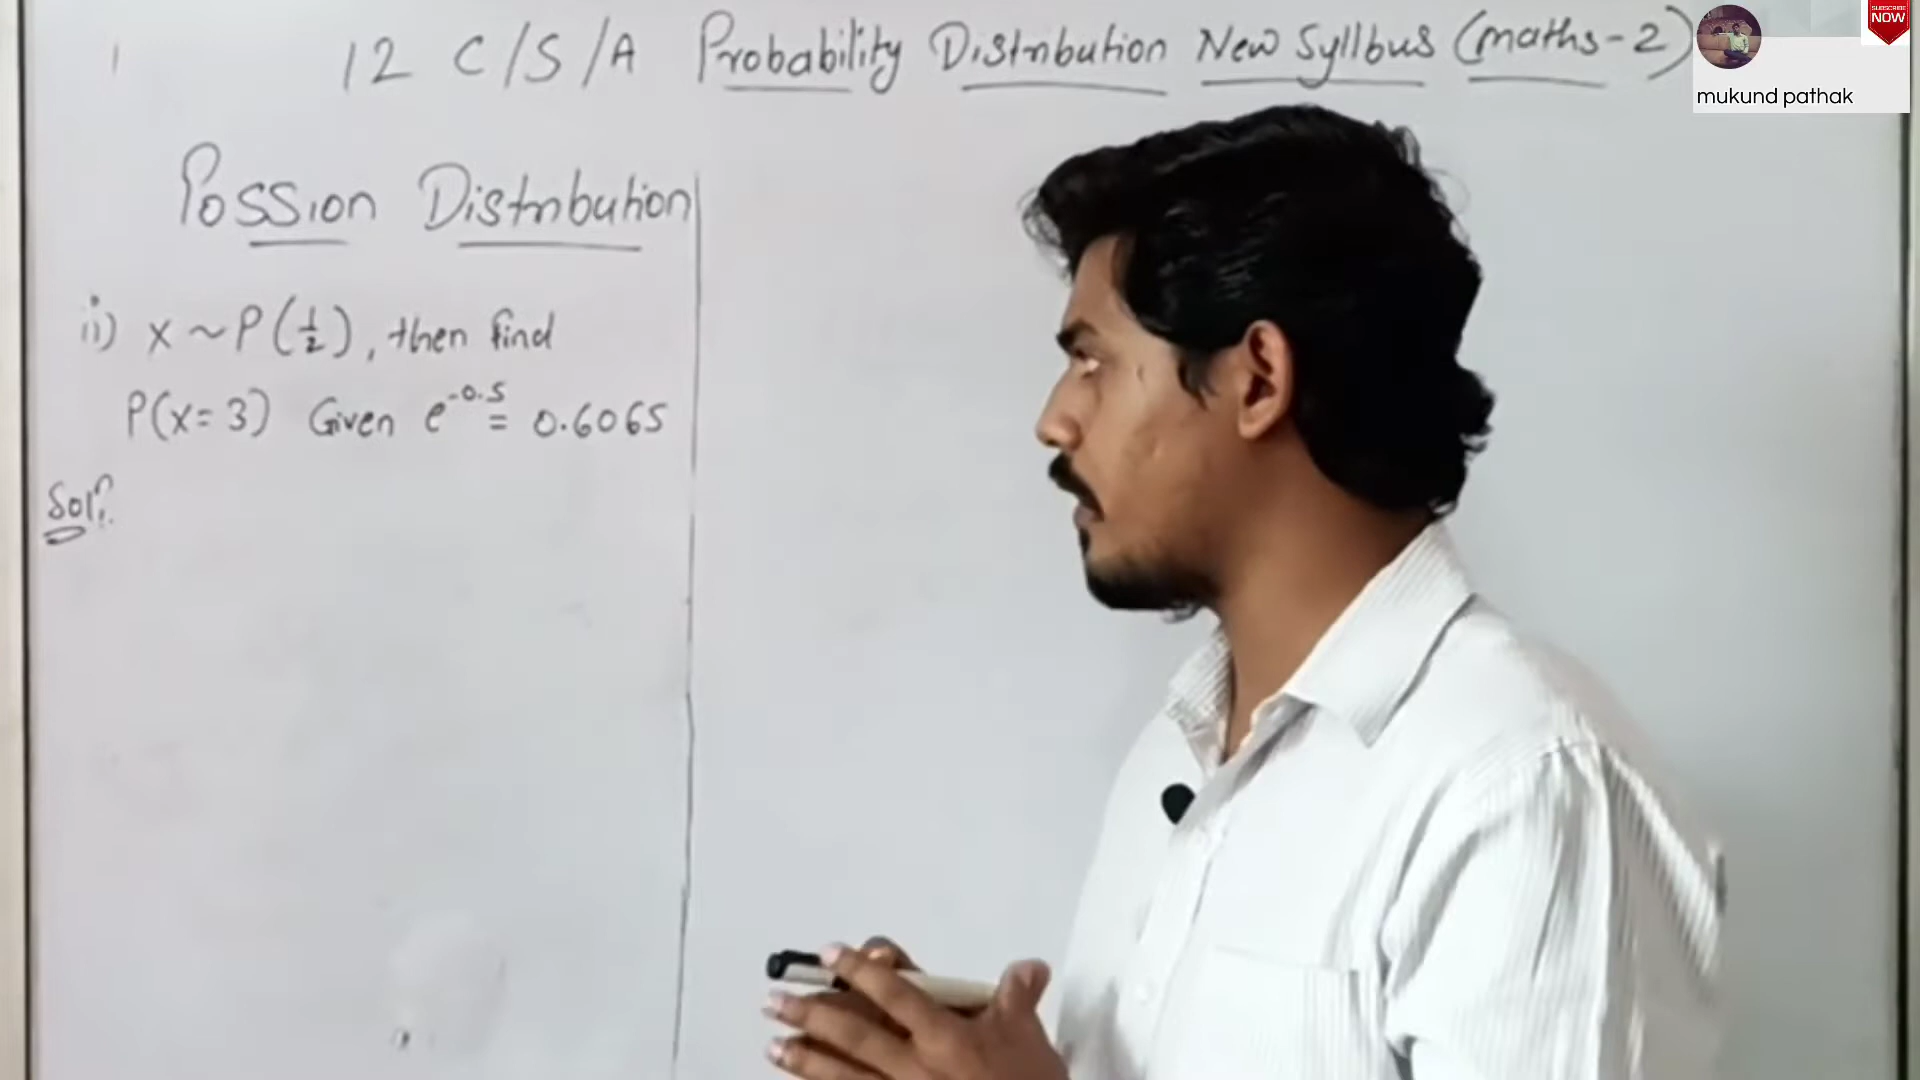 12 C/S/A Probability Distribution New Syllbus (maths-2)
SUBSCRIBE
NOW
mukund pathak
Possion Distribution
ii) x ~ P(1/2), then find
P(x=3) Given e^-0.5 = 0.6065
Sol?